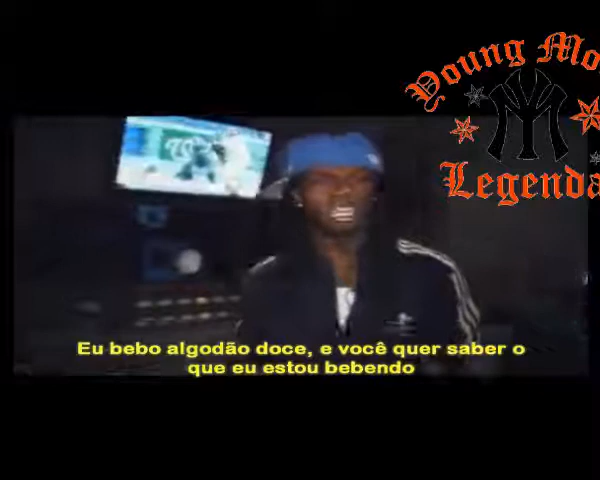 Young Mo
Legenda
Eu bebo algodão doce, e você quer saber o
que eu estou bebendo